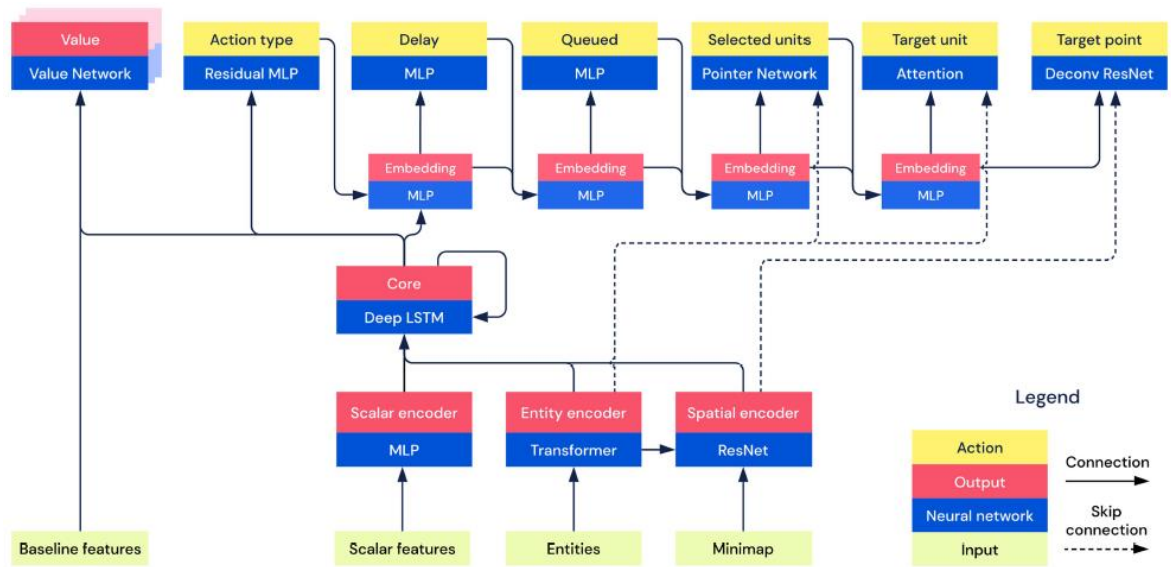 Value
Value Network
Action type
Residual MLP
Delay
MLP
Queued
MLP
Selected units
Pointer Network
Target unit
Attention
Target point
Deconv ResNet
Embedding
MLP
Embedding
MLP
Embedding
MLP
Embedding
MLP
Core
Deep LSTM
Scalar encoder
MLP
Entity encoder
Transformer
Spatial encoder
ResNet
Baseline features
Scalar features
Entities
Minimap
Legend
Action
Output
Neural network
Input
Connection
Skip
connection